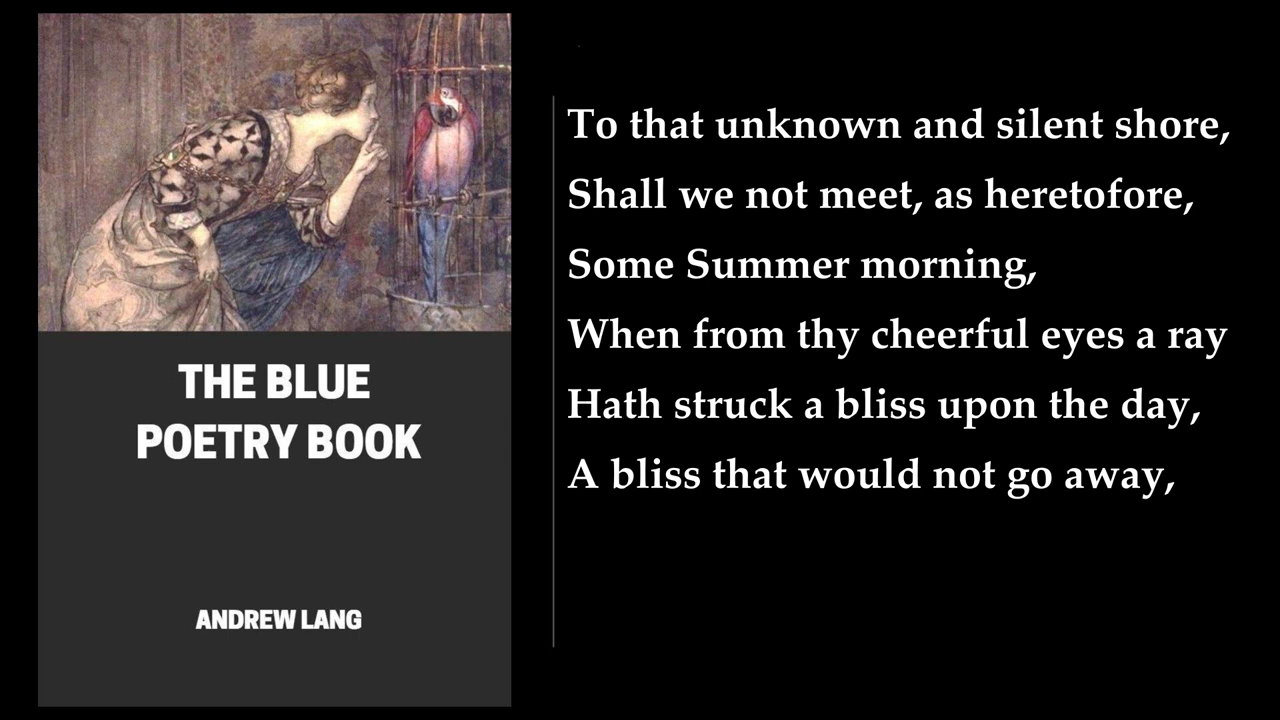 THE BLUE
POETRY BOOK
ANDREW LANG
To that unknown and silent shore,
Shall we not meet, as heretofore,
Some Summer morning,
When from thy cheerful eyes a ray
Hath struck a bliss upon the day,
A bliss that would not go away,